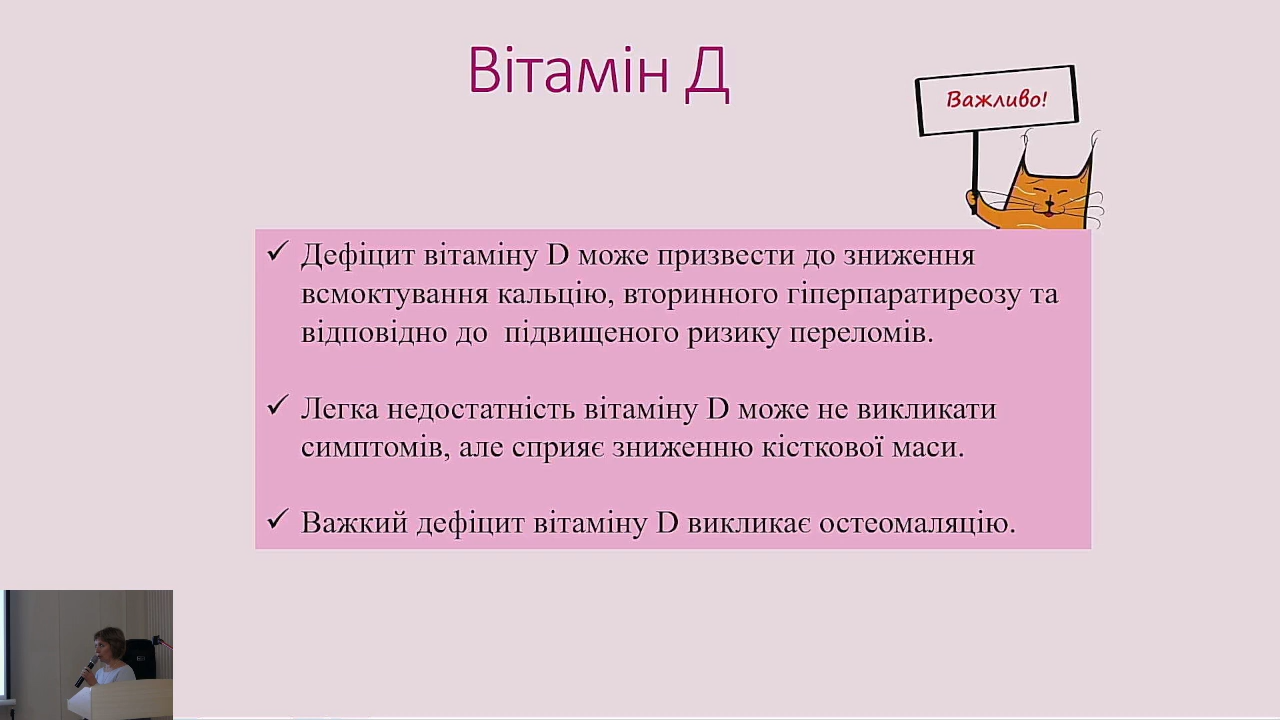 Вітамін Д
Важливо!
✓ Дефіцит вітаміну D може призвести до зниження
всмоктування кальцію, вторинного гіперпаратиреозу та
відповідно до підвищеного ризику переломів.
✓ Легка недостатність вітаміну D може не викликати
симптомів, але сприяє зниженню кісткової маси.
✓ Важкий дефіцит вітаміну D викликає остеомаляцію.